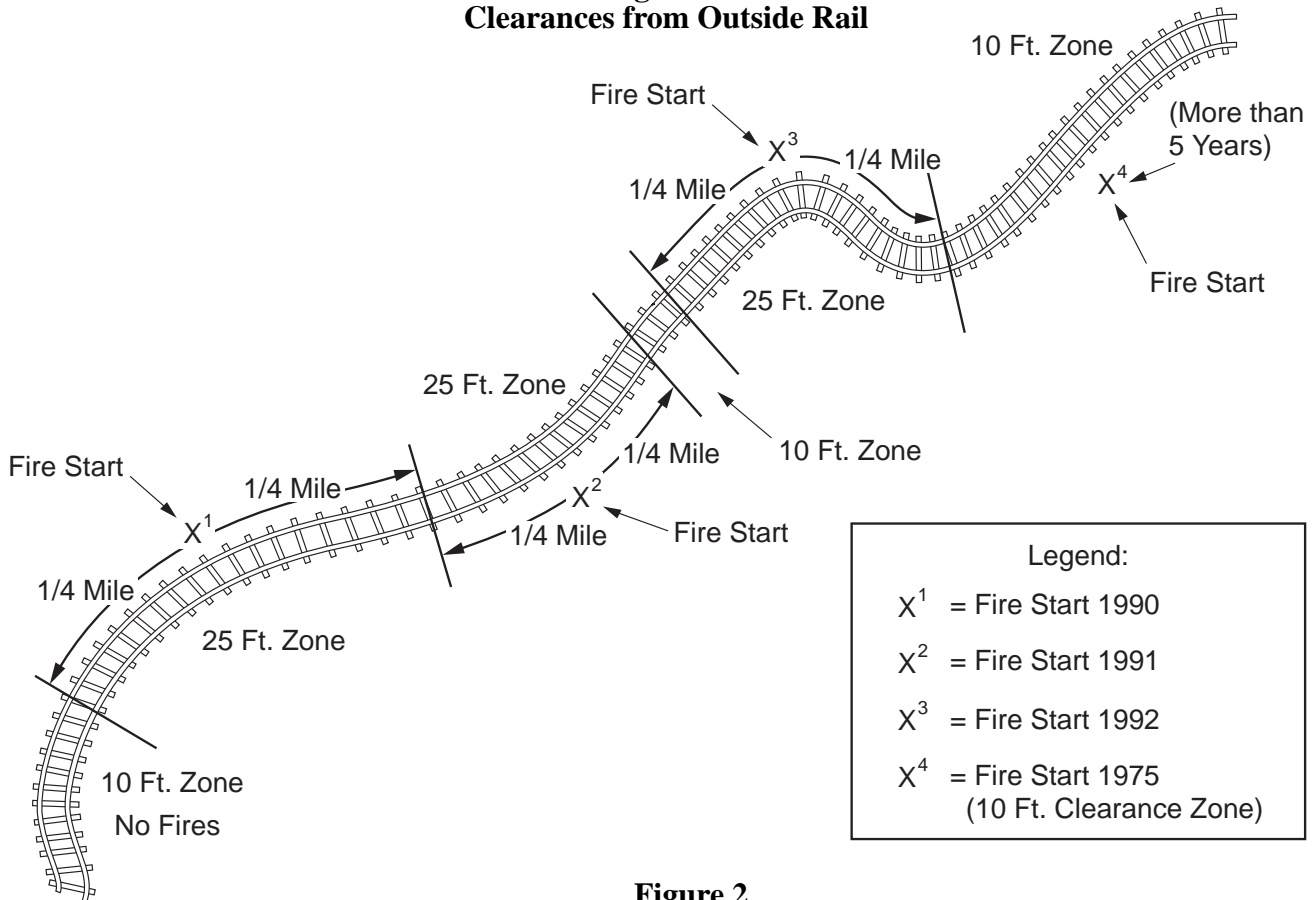 Clearances from Outside Rail
10 Ft. Zone
Fire Start
(More than
5 Years)
X3
1/4 Mile
1/4 Mile
X4
Fire Start
25 Ft. Zone
25 Ft. Zone
10 Ft. Zone
1/4 Mile
Fire Start
1/4 Mile
X2
X1
Fire Start
1/4 Mile
1/4 Mile
25 Ft. Zone
10 Ft. Zone
No Fires
Legend:
X1 = Fire Start 1990
X2 = Fire Start 1991
X3 = Fire Start 1992
X4 = Fire Start 1975
(10 Ft. Clearance Zone)
Figure 2